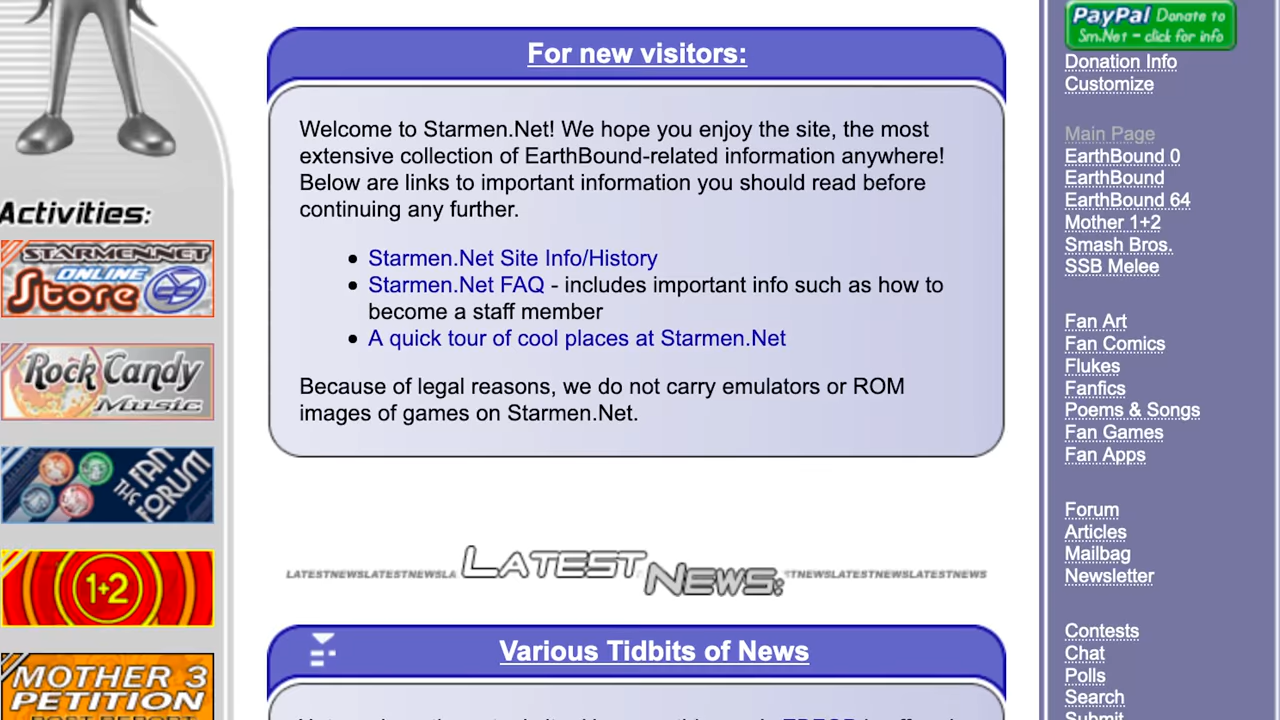 Activities:
STARMEN.NET
ONLINE
Store
Rock Candy
Music
THE FAN FORUM
1+2
MOTHER 3
PETITION
For new visitors:
Welcome to Starmen.Net! We hope you enjoy the site, the most
extensive collection of EarthBound-related information anywhere!
Below are links to important information you should read before
continuing any further.
Starmen.Net Site Info/History
Starmen.Net FAQ - includes important info such as how to
become a staff member
A quick tour of cool places at Starmen.Net
Because of legal reasons, we do not carry emulators or ROM
images of games on Starmen.Net.
LATESTNEWSLATESTNEWSLA LATEST NEWS: TNEWSLATESTNEWSLATESTNEWS
Various Tidbits of News
PayPal Donate to
Sm.Net - click for info
Donation Info
Customize
Main Page
EarthBound 0
EarthBound
EarthBound 64
Mother 1+2
Smash Bros.
SSB Melee
Fan Art
Fan Comics
Flukes
Fanfics
Poems & Songs
Fan Games
Fan Apps
Forum
Articles
Mailbag
Newsletter
Contests
Chat
Polls
Search
Submit